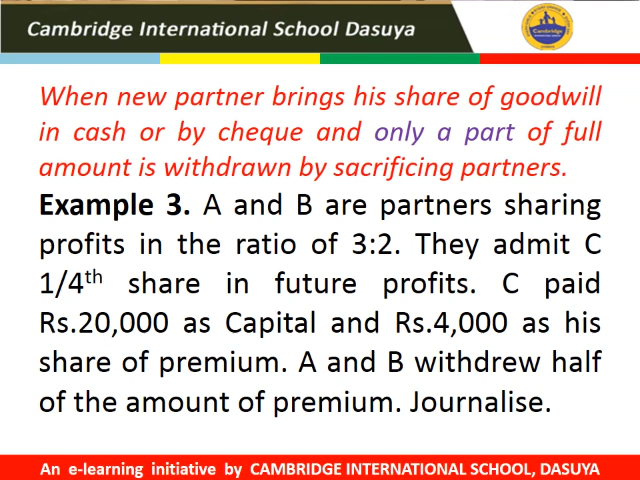 Cambridge International School Dasuya
Cambridge
When new partner brings his share of goodwill
in cash or by cheque and only a part of full
amount is withdrawn by sacrificing partners.
Example 3. A and B are partners sharing
profits in the ratio of 3:2. They admit C
1/4th share in future profits. C paid
Rs.20,000 as Capital and Rs.4,000 as his
share of premium. A and B withdrew half
of the amount of premium. Journalise.
An e-learning initiative by CAMBRIDGE INTERNATIONAL SCHOOL, DASUYA